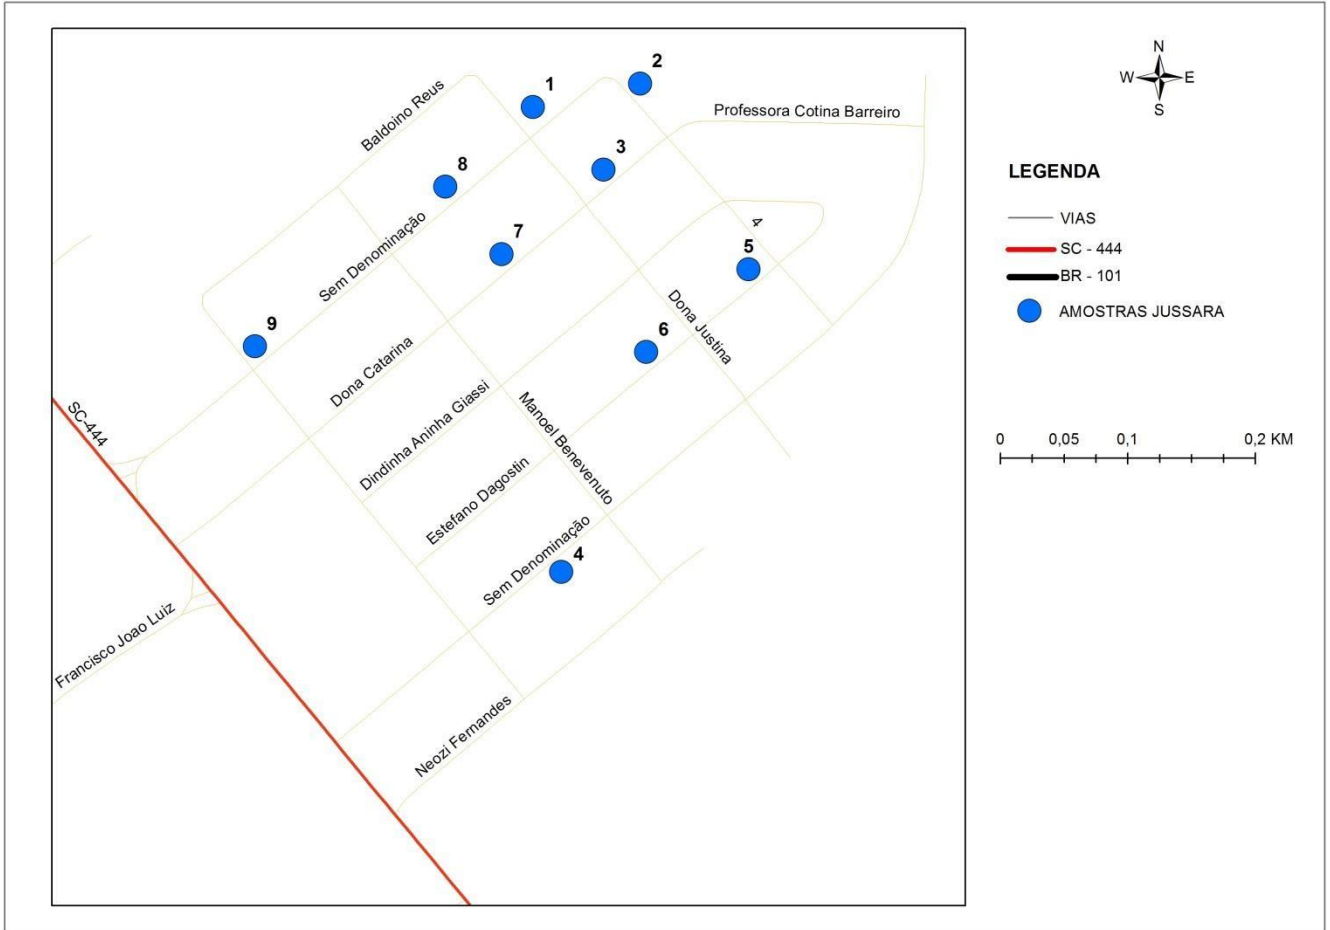 N
W E
S
2
1
Baldoino Reus
Professora Cotina Barreiro
3
8
4
Sem Denominação
7
5
Dona Justina
9
6
Dona Catarina
Dindinha Aninha Giassi
Manoel Benevenuto
SC-444
Estefano Dagostin
Sem Denominação
4
Francisco Joao Luiz
Neozi Fernandes
LEGENDA
VIAS
SC - 444
BR - 101
AMOSTRAS JUSSARA
0 0,05 0,1 0,2 KM